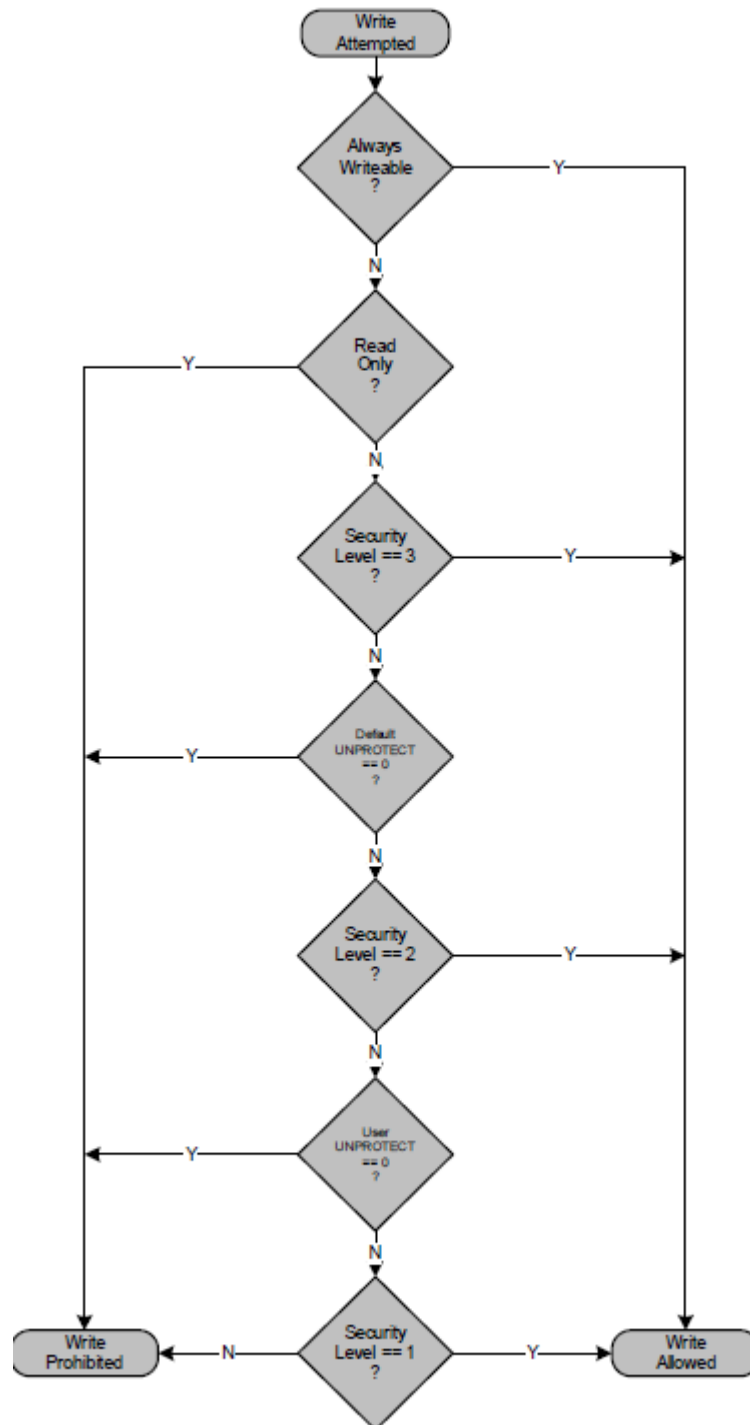 Write
Attempted
Always
Writeable
?
Y
N
Read
Only
?
Y
N
Security
Level == 3
?
Y
N
Default
UNPROTECT
== 0
?
Y
N
Security
Level == 2
?
Y
N
User
UNPROTECT
== 0
?
Y
N
Write
Prohibited
N
Security
Level == 1
?
Y
Write
Allowed